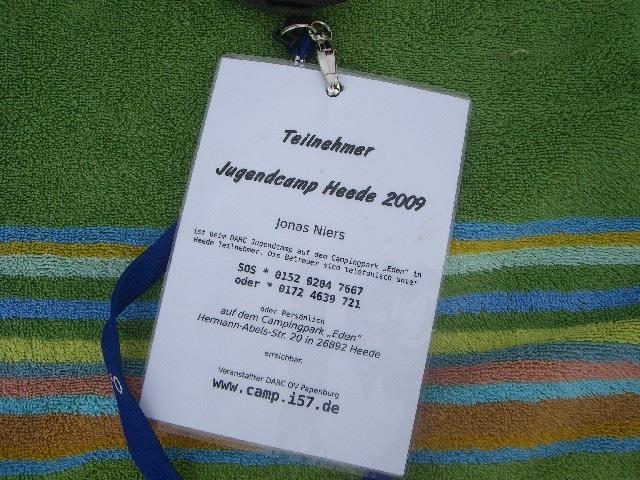 Teilnehmer
Jugendcamp Heede 2009
Jonas Niers
ist beim DARC Jugendcamp auf dem Campingpark „Eden“ in
Heede Teilnehmer. Die Betreuer sind telefonisch unter
SOS * 0152 0204 7667
oder * 0172 4639 721
oder Persönlich
auf dem Campingpark „Eden“
Hermann-Abels-Str. 20 in 26892 Heede
erreichbar.
Veranstallter DARC OV Papenburg
www.camp.i57.de